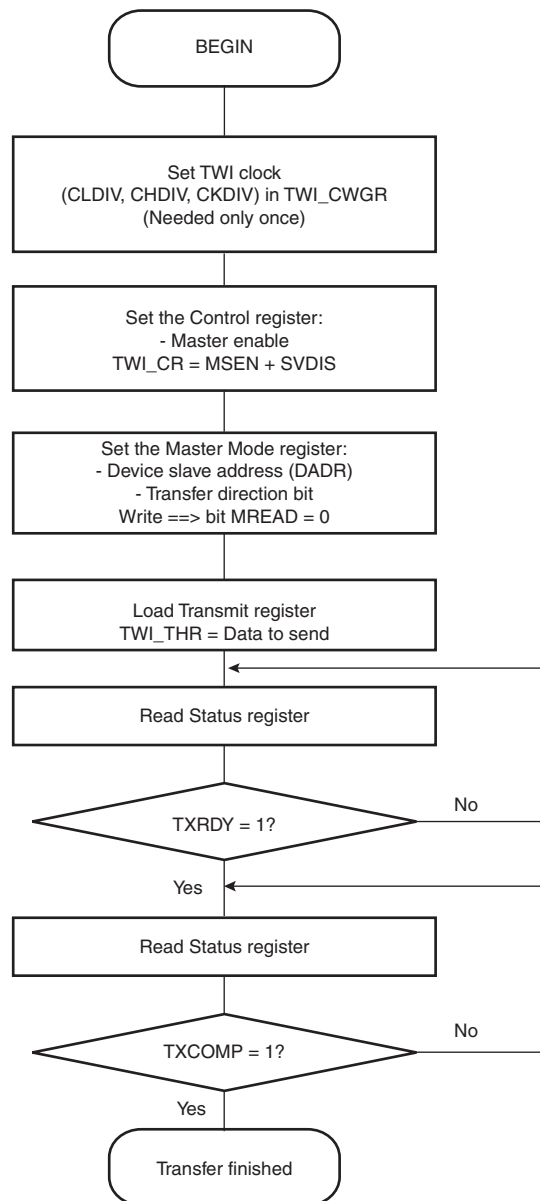 BEGIN
Set TWI clock
(CLDIV, CHDIV, CKDIV) in TWI_CWGR
(Needed only once)
Set the Control register:
- Master enable
TWI_CR = MSEN + SVDIS
Set the Master Mode register:
- Device slave address (DADR)
- Transfer direction bit
Write ==> bit MREAD = 0
Load Transmit register
TWI_THR = Data to send
Read Status register
TXRDY = 1?
No
Yes
Read Status register
TXCOMP = 1?
No
Yes
Transfer finished